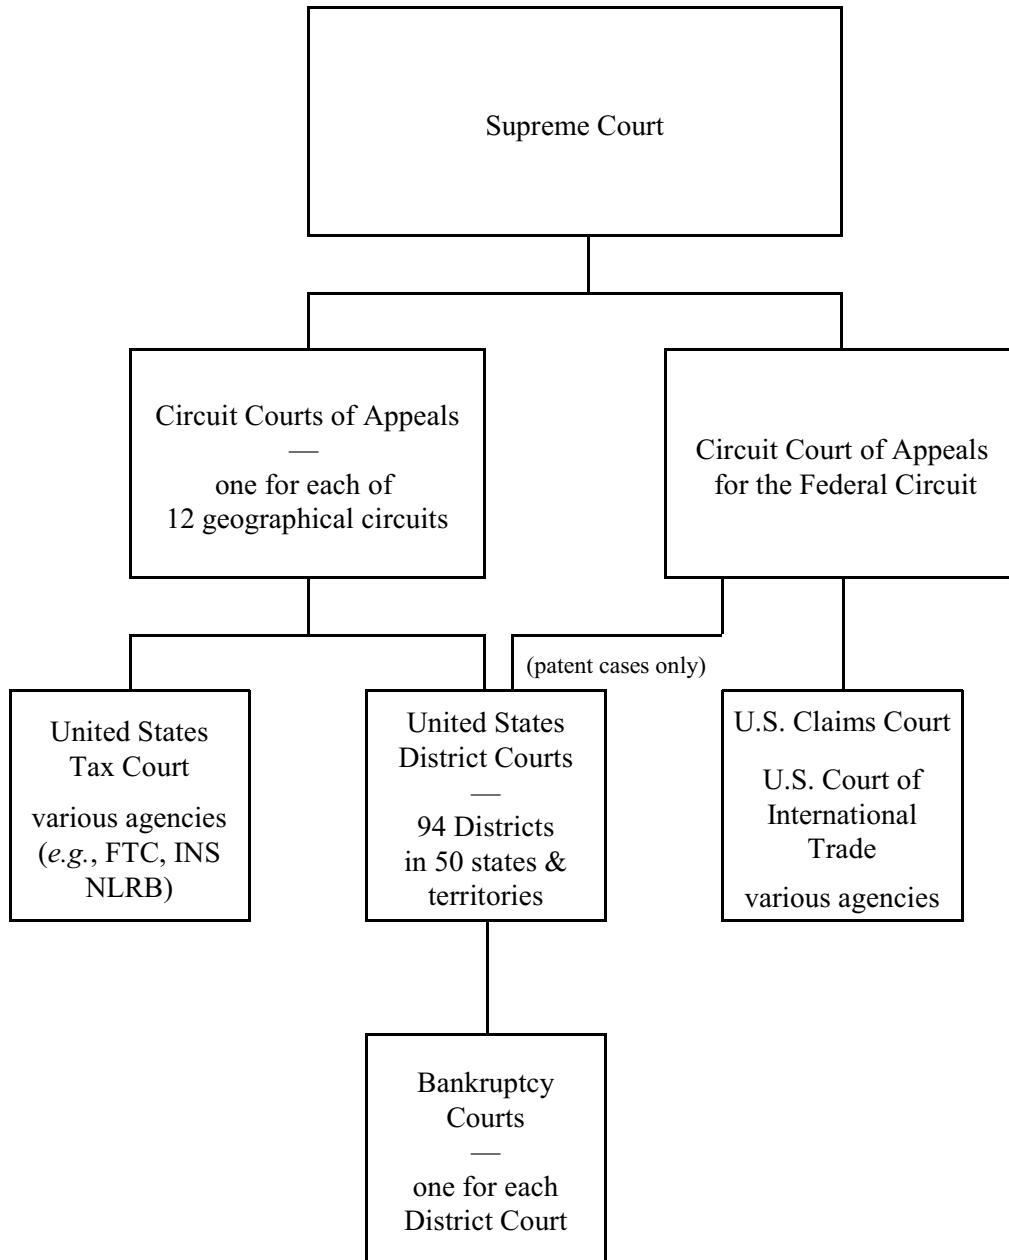 Supreme Court
Circuit Courts of Appeals
—
one for each of
12 geographical circuits
Circuit Court of Appeals
for the Federal Circuit
(patent cases only)
United States
Tax Court
various agencies
(e.g., FTC, INS
NLRB)
United States
District Courts
—
94 Districts
in 50 states &
territories
U.S. Claims Court
U.S. Court of
International
Trade
various agencies
Bankruptcy
Courts
—
one for each
District Court